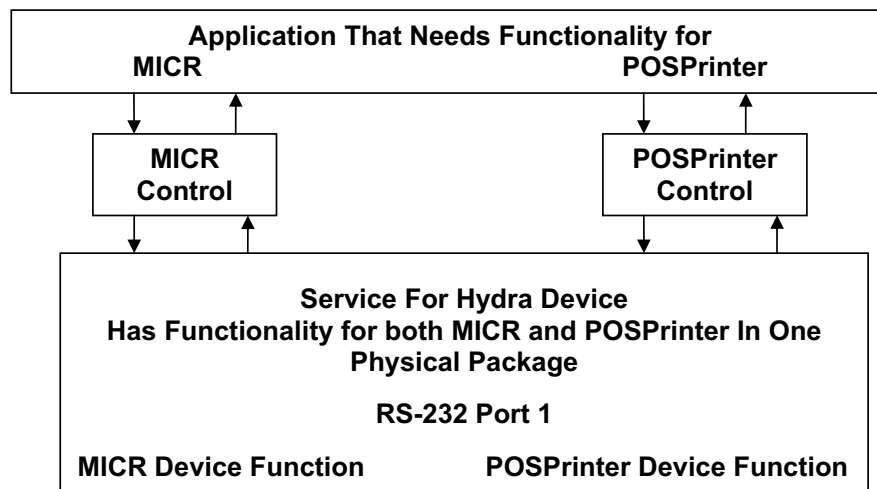 Application That Needs Functionality for
MICR POSPrinter
MICR
Control
POSPrinter
Control
Service For Hydra Device
Has Functionality for both MICR and POSPrinter In One
Physical Package
RS-232 Port 1
MICR Device Function POSPrinter Device Function